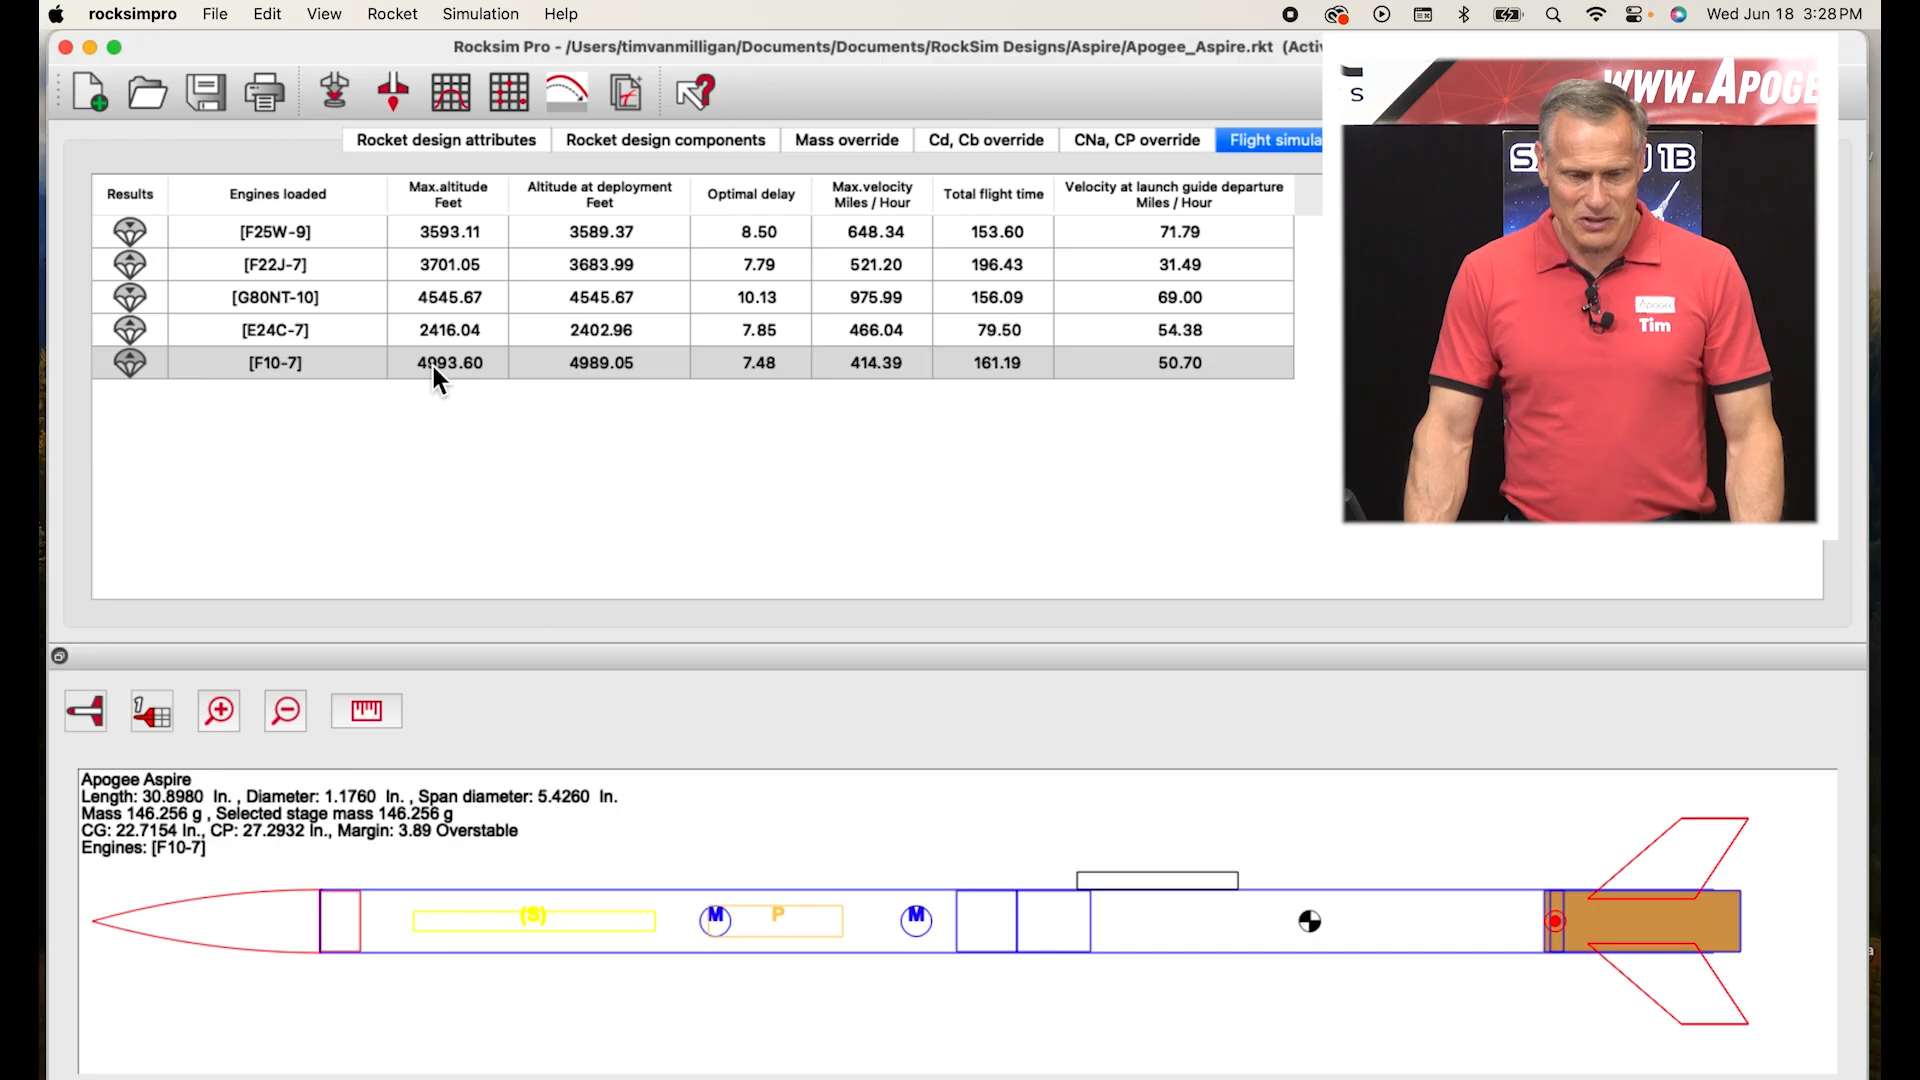 rocksimpro File Edit View Rocket Simulation Help Wed Jun 18 3:28 PM
Rocksim Pro - /Users/timvanmilligan/Documents/Documents/RockSim Designs/Aspire/Apogee_Aspire.rkt (Activ
Rocket design attributes Rocket design components Mass override Cd, Cb override CNa, CP override Flight simula
Results Engines loaded Max.altitude Feet Altitude at deployment Feet Optimal delay Max.velocity Miles / Hour Total flight time Velocity at launch guide departure Miles / Hour
[F25W-9] 3593.11 3589.37 8.50 648.34 153.60 71.79
[F22J-7] 3701.05 3683.99 7.79 521.20 196.43 31.49
[G80NT-10] 4545.67 4545.67 10.13 975.99 156.09 69.00
[E24C-7] 2416.04 2402.96 7.85 466.04 79.50 54.38
[F10-7] 4993.60 4989.05 7.48 414.39 161.19 50.70
S
WWW.APOGE
S 1B
Apogee
Tim
1
Apogee Aspire
Length: 30.8980 In. , Diameter: 1.1760 In. , Span diameter: 5.4260 In.
Mass 146.256 g , Selected stage mass 146.256 g
CG: 22.7154 In., CP: 27.2932 In., Margin: 3.89 Overstable
Engines: [F10-7]
(S) M P M